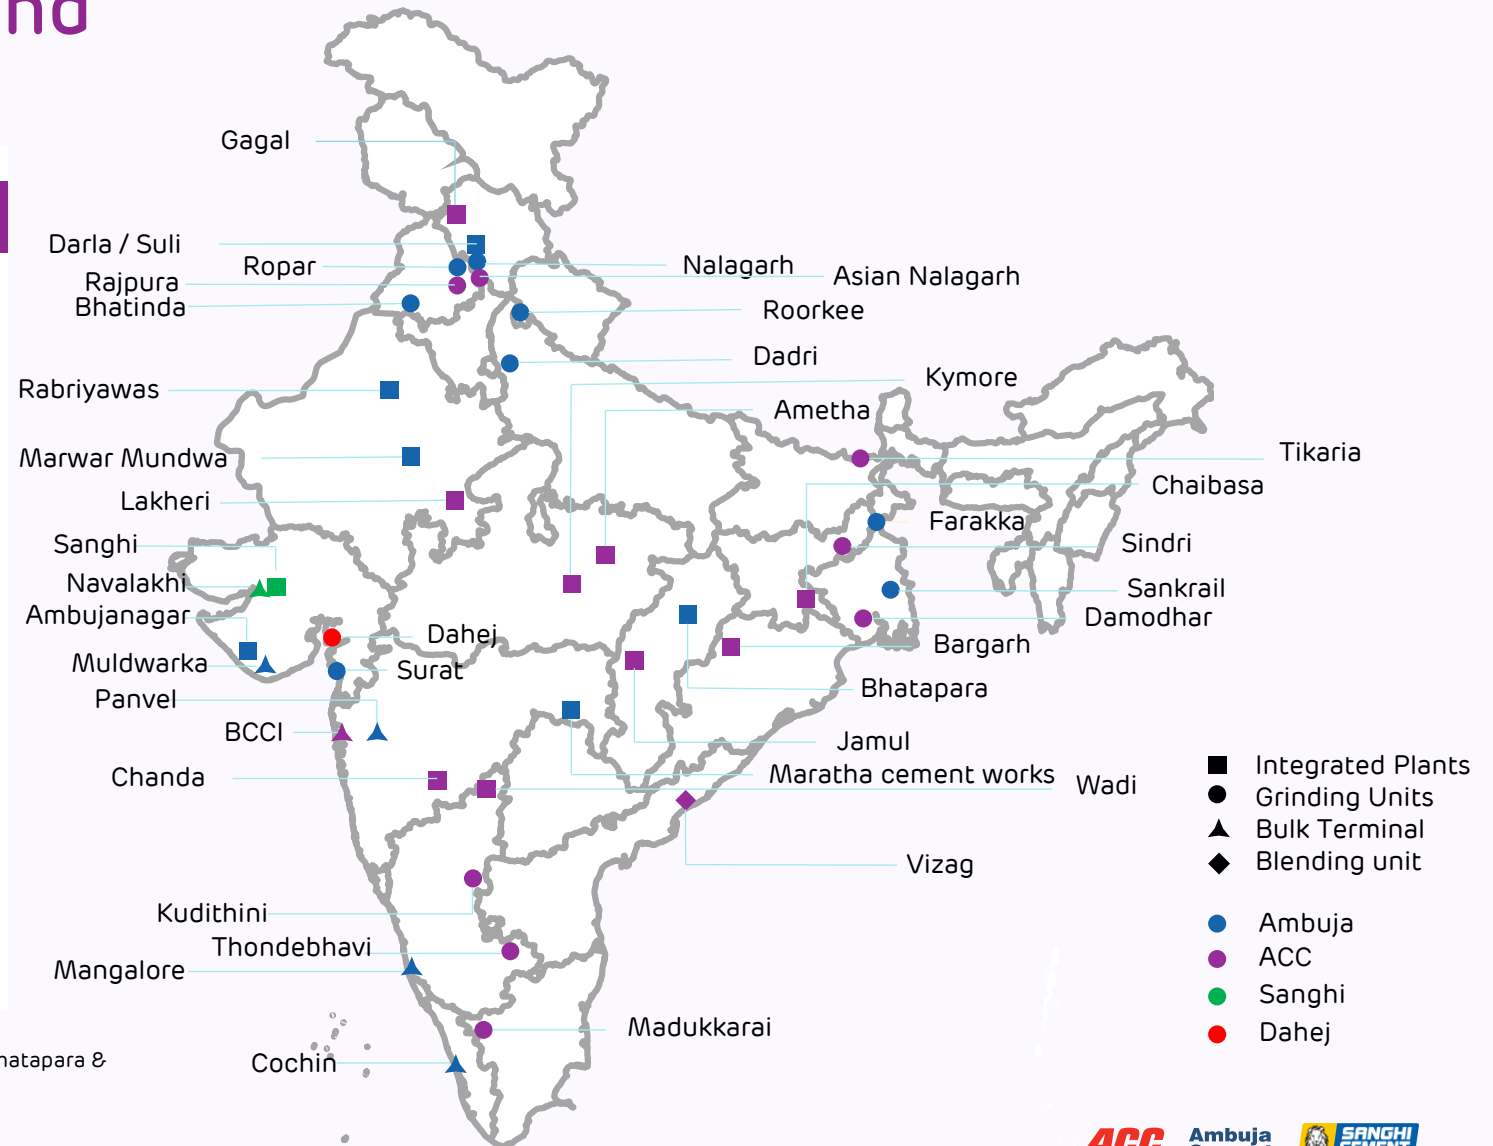 nd
Gagal
Darla / Suli
Ropar
Rajpura
Bhatinda
Nalagarh
Asian Nalagarh
Roorkee
Dadri
Kymore
Rabriyawas
Ametha
Marwar Mundwa
Tikaria
Chaibasa
Lakheri
Farakka
Sanghi
Sindri
Navalakhi
Sankrail
Ambujanagar
Damodhar
Dahej
Bargarh
Muldwarka
Surat
Bhatapara
Panvel
BCCI
Jamul
Chanda
Maratha cement works
Wadi
Vizag
Kudithini
Thondebhavi
Mangalore
Madukkarai
Cochin
Integrated Plants
Grinding Units
Bulk Terminal
Blending unit
Ambuja
ACC
Sanghi
Dahej
hatapara &
ACC
Ambuja
SANGHI